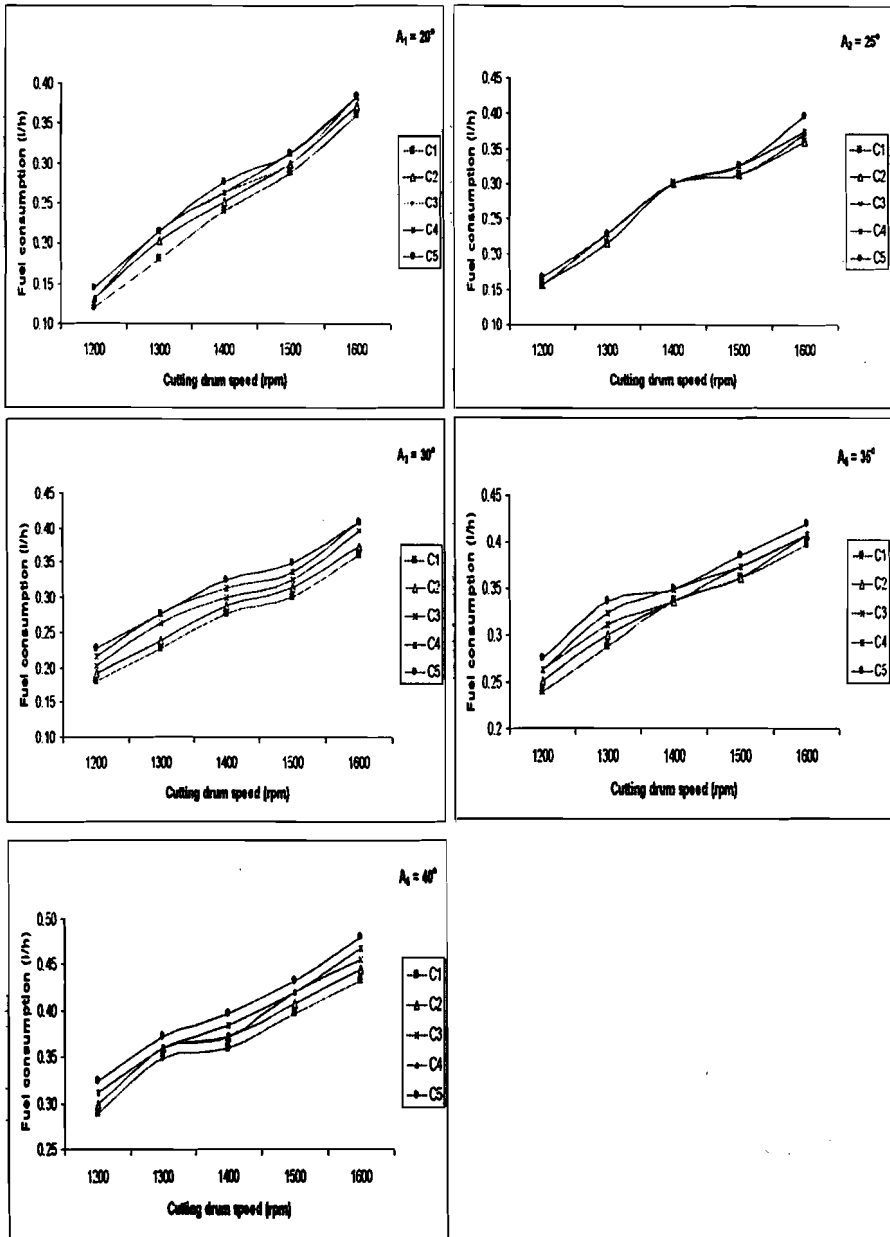 A₁ = 20°
Fuel consumption (l/h)
0.40
0.35
0.30
0.25
0.20
0.15
0.10
1200 1300 1400 1500 1600
Cutting drum speed (rpm)
C1
C2
C3
C4
C5
A₂ = 25°
Fuel consumption (l/h)
0.45
0.40
0.35
0.30
0.25
0.20
0.15
0.10
1200 1300 1400 1500 1600
Cutting drum speed (rpm)
C1
C2
C3
C4
C5
A₃ = 30°
Fuel consumption (l/h)
0.45
0.40
0.35
0.30
0.25
0.20
0.15
0.10
1200 1300 1400 1500 1600
Cutting drum speed (rpm)
C1
C2
C3
C4
C5
A₄ = 35°
Fuel consumption (l/h)
0.45
0.4
0.35
0.3
0.25
0.2
1200 1300 1400 1500 1600
Cutting drum speed (rpm)
C1
C2
C3
C4
C5
A₅ = 40°
Fuel consumption (l/h)
0.50
0.45
0.40
0.35
0.30
0.25
1200 1300 1400 1500 1600
Cutting drum speed (rpm)
C1
C2
C3
C4
C5